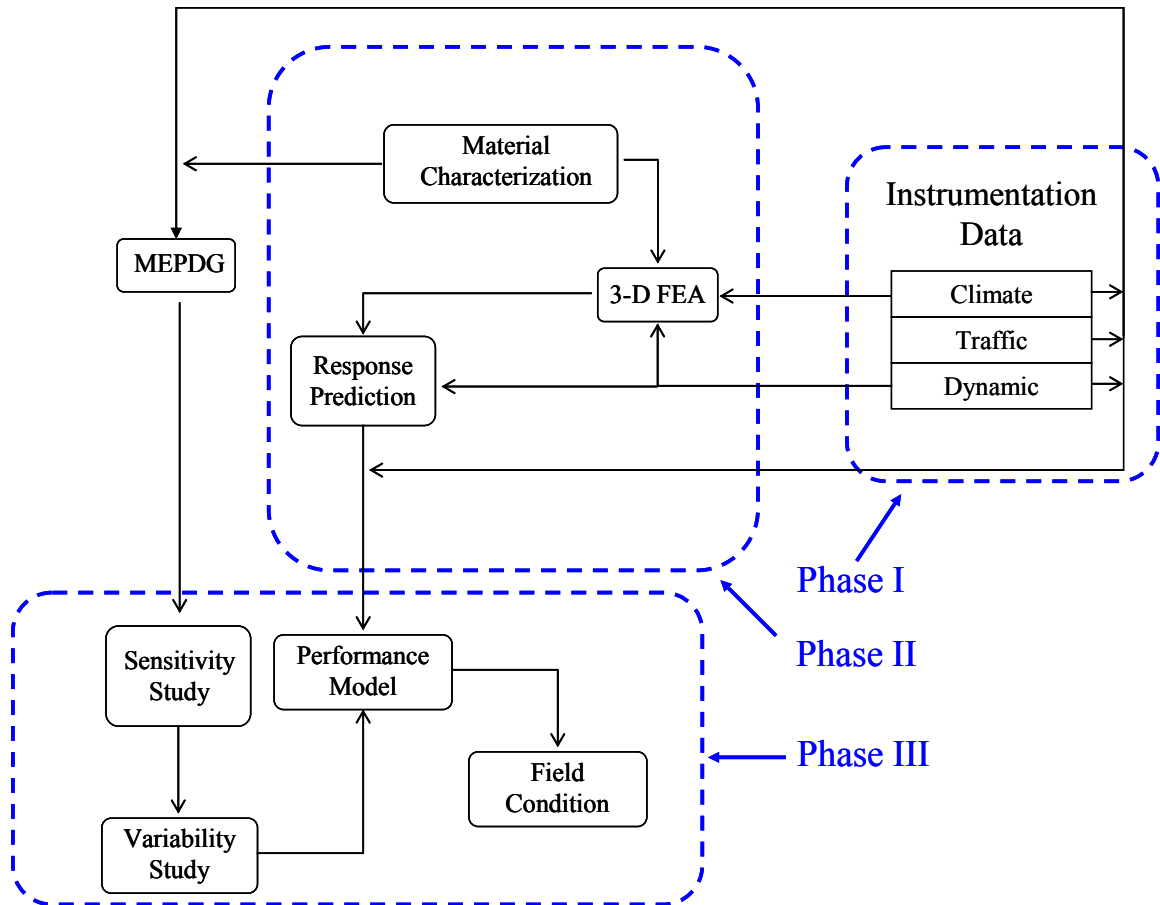 Material
Characterization
Instrumentation
Data
MEPDG
3-D FEA
Climate
Traffic
Dynamic
Response
Prediction
Phase I
Phase II
Sensitivity
Study
Performance
Model
Phase III
Field
Condition
Variability
Study